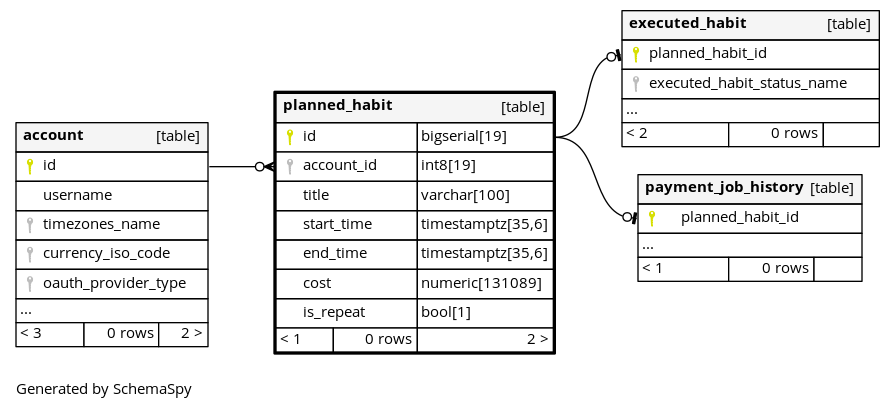 executed_habit [table]
planned_habit_id
executed_habit_status_name
...
< 2 0 rows
planned_habit [table]
id bigserial[19]
account_id int8[19]
title varchar[100]
start_time timestamptz[35,6]
end_time timestamptz[35,6]
cost numeric[131089]
is_repeat bool[1]
< 1 0 rows 2 >
account [table]
id
username
timezones_name
currency_iso_code
oauth_provider_type
...
< 3 0 rows 2 >
payment_job_history [table]
planned_habit_id
...
< 1 0 rows
Generated by SchemaSpy